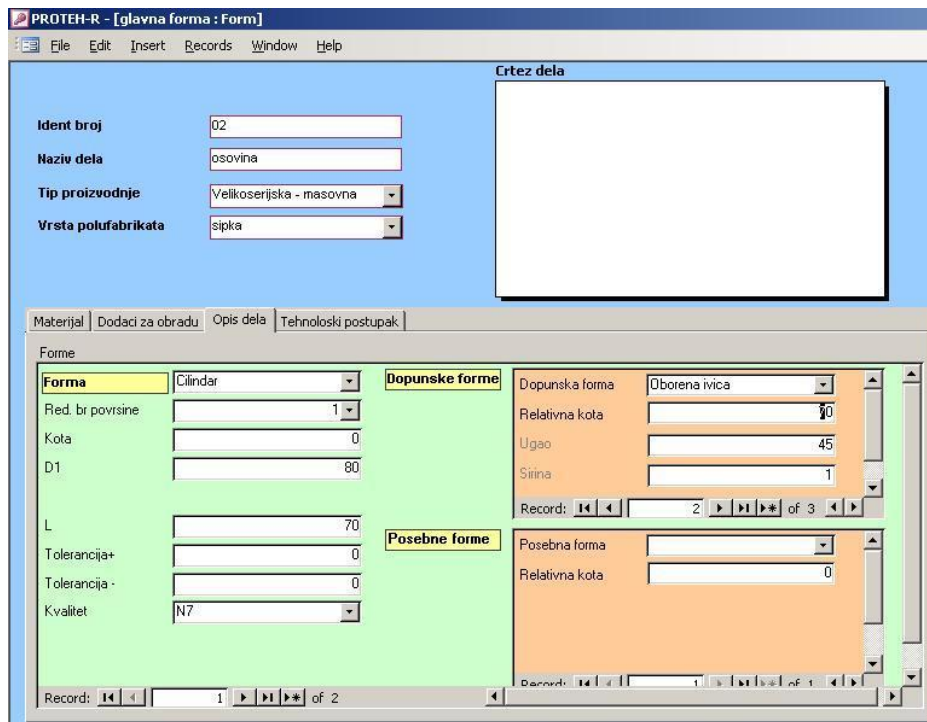 PROTEH-R - [glavna forma : Form]
File Edit Insert Records Window Help
Crtez dela
Ident broj 02
Naziv dela osovina
Tip proizvodnje Velikoserijska - masovna
Vrsta polufabrikata sipka
Materijal Dodaci za obradu Opis dela Tehnoloski postupak
Forme
Forma Cilindar
Red. br povrsine 1
Kota 0
D1 80
L 70
Tolerancija+ 0
Tolerancija - 0
Kvalitet N7
Record: 1 of 2
Dopunske forme
Dopunska forma Oborena ivica
Relativna kota
Ugao 45
Sirina 1
Record: 2 of 3
Posebne forme
Posebna forma
Relativna kota 0
Record: 1 of 1